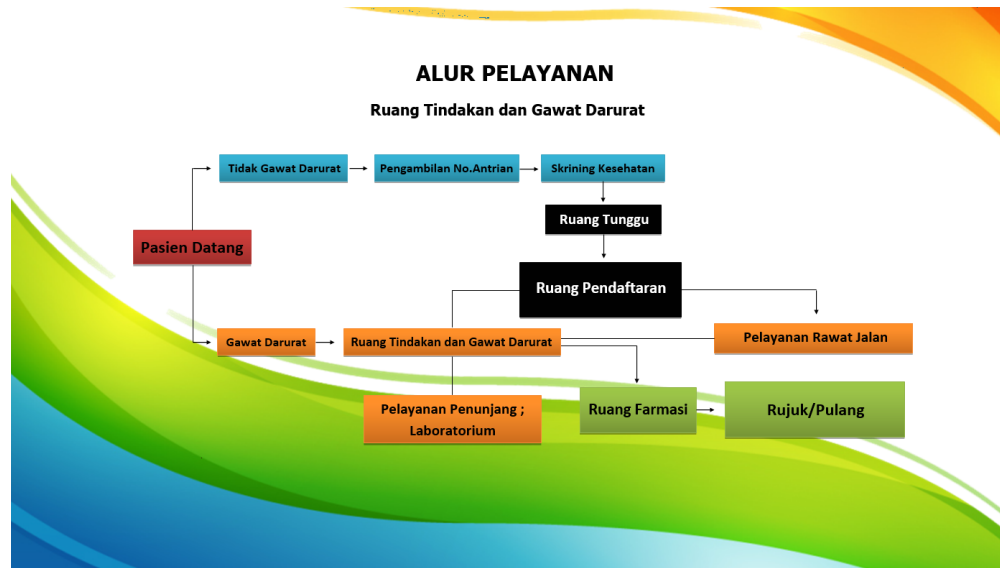 ALUR PELAYANAN
Ruang Tindakan dan Gawat Darurat
Tidak Gawat Darurat
Pengambilan No.Antrian
Skrining Kesehatan
Ruang Tunggu
Pasien Datang
Ruang Pendaftaran
Gawat Darurat
Ruang Tindakan dan Gawat Darurat
Pelayanan Rawat Jalan
Pelayanan Penunjang ;
Laboratorium
Ruang Farmasi
Rujuk/Pulang